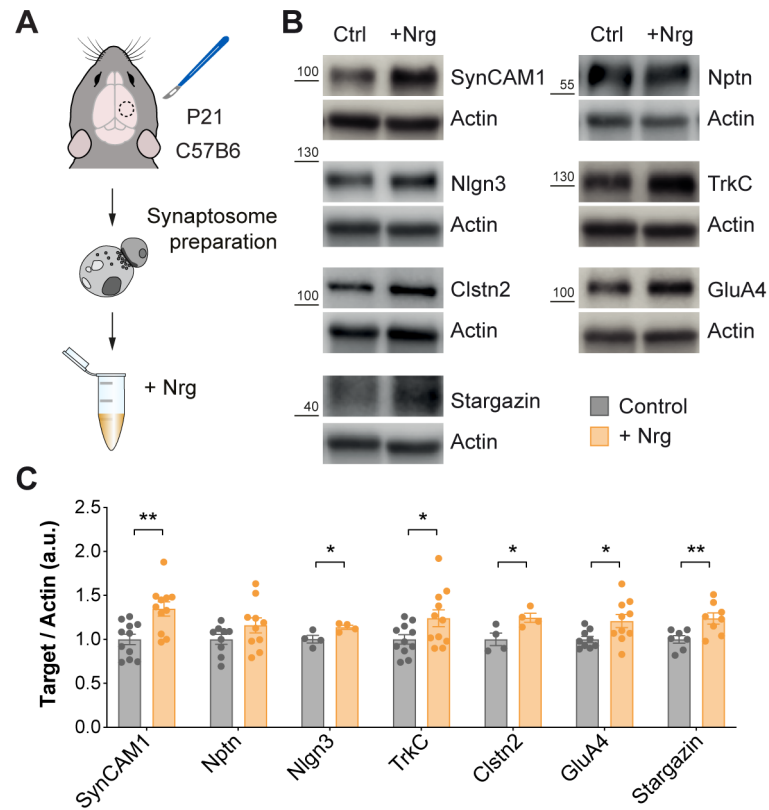 A
P21
C57B6
Synaptosome
preparation
+ Nrg
B
Ctrl +Nrg
100
SynCAM1
Actin
130
Nlgn3
Actin
100
Clstn2
Actin
40
Stargazin
Actin
Ctrl +Nrg
55
Nptn
Actin
130
TrkC
Actin
100
GluA4
Actin
Control
+ Nrg
C
Target / Actin (a.u.)
2.5
2.0
1.5
1.0
0.5
0.0
** * * * * **
SynCAM1
Nptn
Nlgn3
TrkC
Clstn2
GluA4
Stargazin